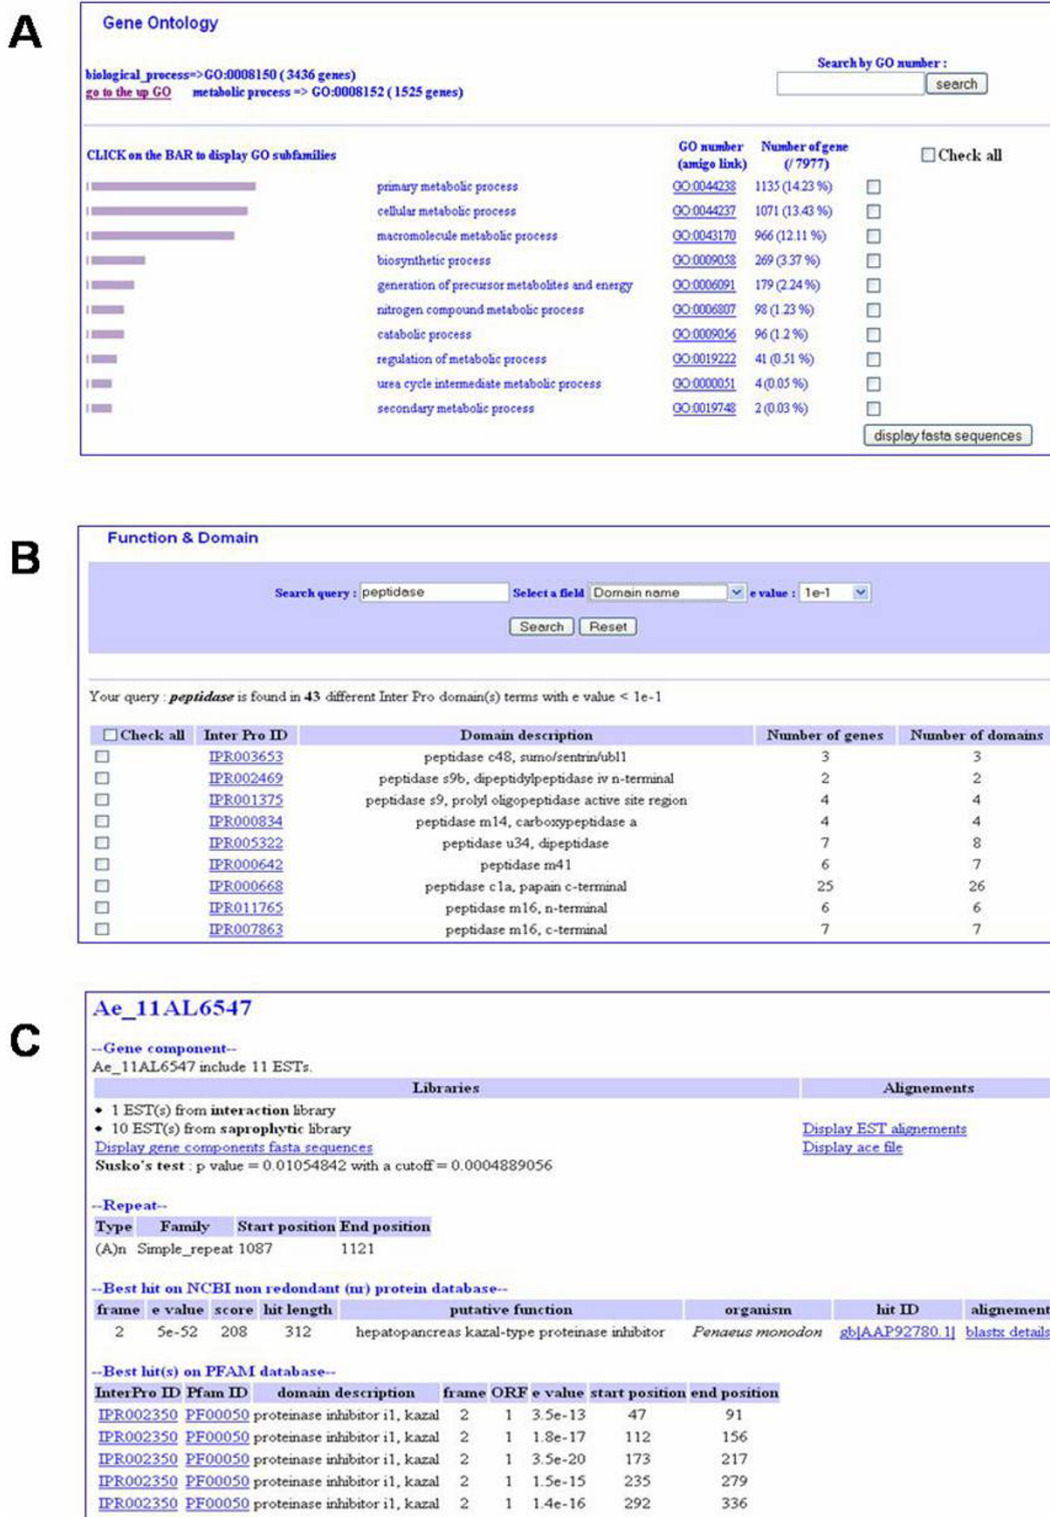 A
Gene Ontology
biological_process=>GO:0008150 ( 3436 genes)
go to the up GO metabolic process => GO:0008152 ( 1525 genes)
Search by GO number :
search
CLICK on the BAR to display GO subfamilies
GO number (amigo link) Number of gene (/ 7977) Check all
primary metabolic process GO:0044238 1135 (14.23 %)
cellular metabolic process GO:0044237 1071 (13.43 %)
macromolecule metabolic process GO:0043170 966 (12.11 %)
biosynthetic process GO:0009058 269 (3.37 %)
generation of precursor metabolites and energy GO:0006091 179 (2.24 %)
nitrogen compound metabolic process GO:0006807 98 (1.23 %)
catabolic process GO:0009056 96 (1.2 %)
regulation of metabolic process GO:0019222 41 (0.51 %)
urea cycle intermediate metabolic process GO:0000051 4 (0.05 %)
secondary metabolic process GO:0019748 2 (0.03 %)
display fasta sequences
B
Function & Domain
Search query : peptidase Select a field Domain name e value : 1e-1
Search Reset
Your query : peptidase is found in 43 different Inter Pro domain(s) terms with e value < 1e-1
Check all Inter Pro ID Domain description Number of genes Number of domains
IPR003653 peptidase c48, sumo/sentrin/ubl1 3 3
IPR002469 peptidase s9b, dipeptidylpeptidase iv n-terminal 2 2
IPR001375 peptidase s9, prolyl oligopeptidase active site region 4 4
IPR000834 peptidase m14, carboxypeptidase a 4 4
IPR005322 peptidase u34, dipeptidase 7 8
IPR000642 peptidase m41 6 7
IPR000668 peptidase c1a, papain c-terminal 25 26
IPR011765 peptidase m16, n-terminal 6 6
IPR007863 peptidase m16, c-terminal 7 7
C
Ae_11AL6547
--Gene component--
Ae_11AL6547 include 11 ESTs.
Libraries Alignements
• 1 EST(s) from interaction library
• 10 EST(s) from saprophytic library Display EST alignements
Display gene components fasta sequences Display ace file
Susko's test : p value = 0.01054842 with a cutoff = 0.0004889056
--Repeat--
Type Family Start position End position
(A)n Simple_repeat 1087 1121
--Best hit on NCBI non redondant (nr) protein database--
frame e value score hit length putative function organism hit ID alignement
2 5e-52 208 312 hepatopancreas kazal-type proteinase inhibitor Penaeus monodon gb|AAP92780.1| blastx details
--Best hit(s) on PFAM database--
InterPro ID Pfam ID domain description frame ORF e value start position end position
IPR002350 PF00050 proteinase inhibitor i1, kazal 2 1 3.5e-13 47 91
IPR002350 PF00050 proteinase inhibitor i1, kazal 2 1 1.8e-17 112 156
IPR002350 PF00050 proteinase inhibitor i1, kazal 2 1 3.5e-20 173 217
IPR002350 PF00050 proteinase inhibitor i1, kazal 2 1 1.5e-15 235 279
IPR002350 PF00050 proteinase inhibitor i1, kazal 2 1 1.4e-16 292 336